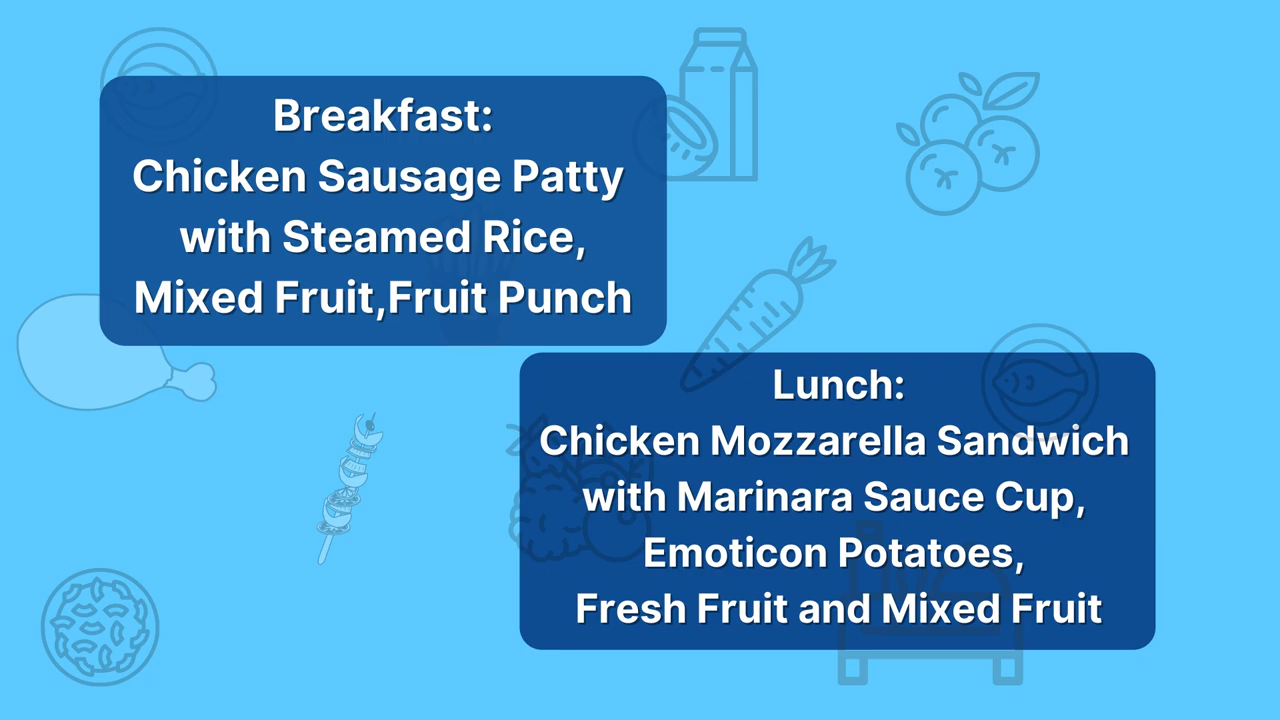 Breakfast:
Chicken Sausage Patty
with Steamed Rice,
Mixed Fruit,Fruit Punch
Lunch:
Chicken Mozzarella Sandwich
with Marinara Sauce Cup,
Emoticon Potatoes,
Fresh Fruit and Mixed Fruit